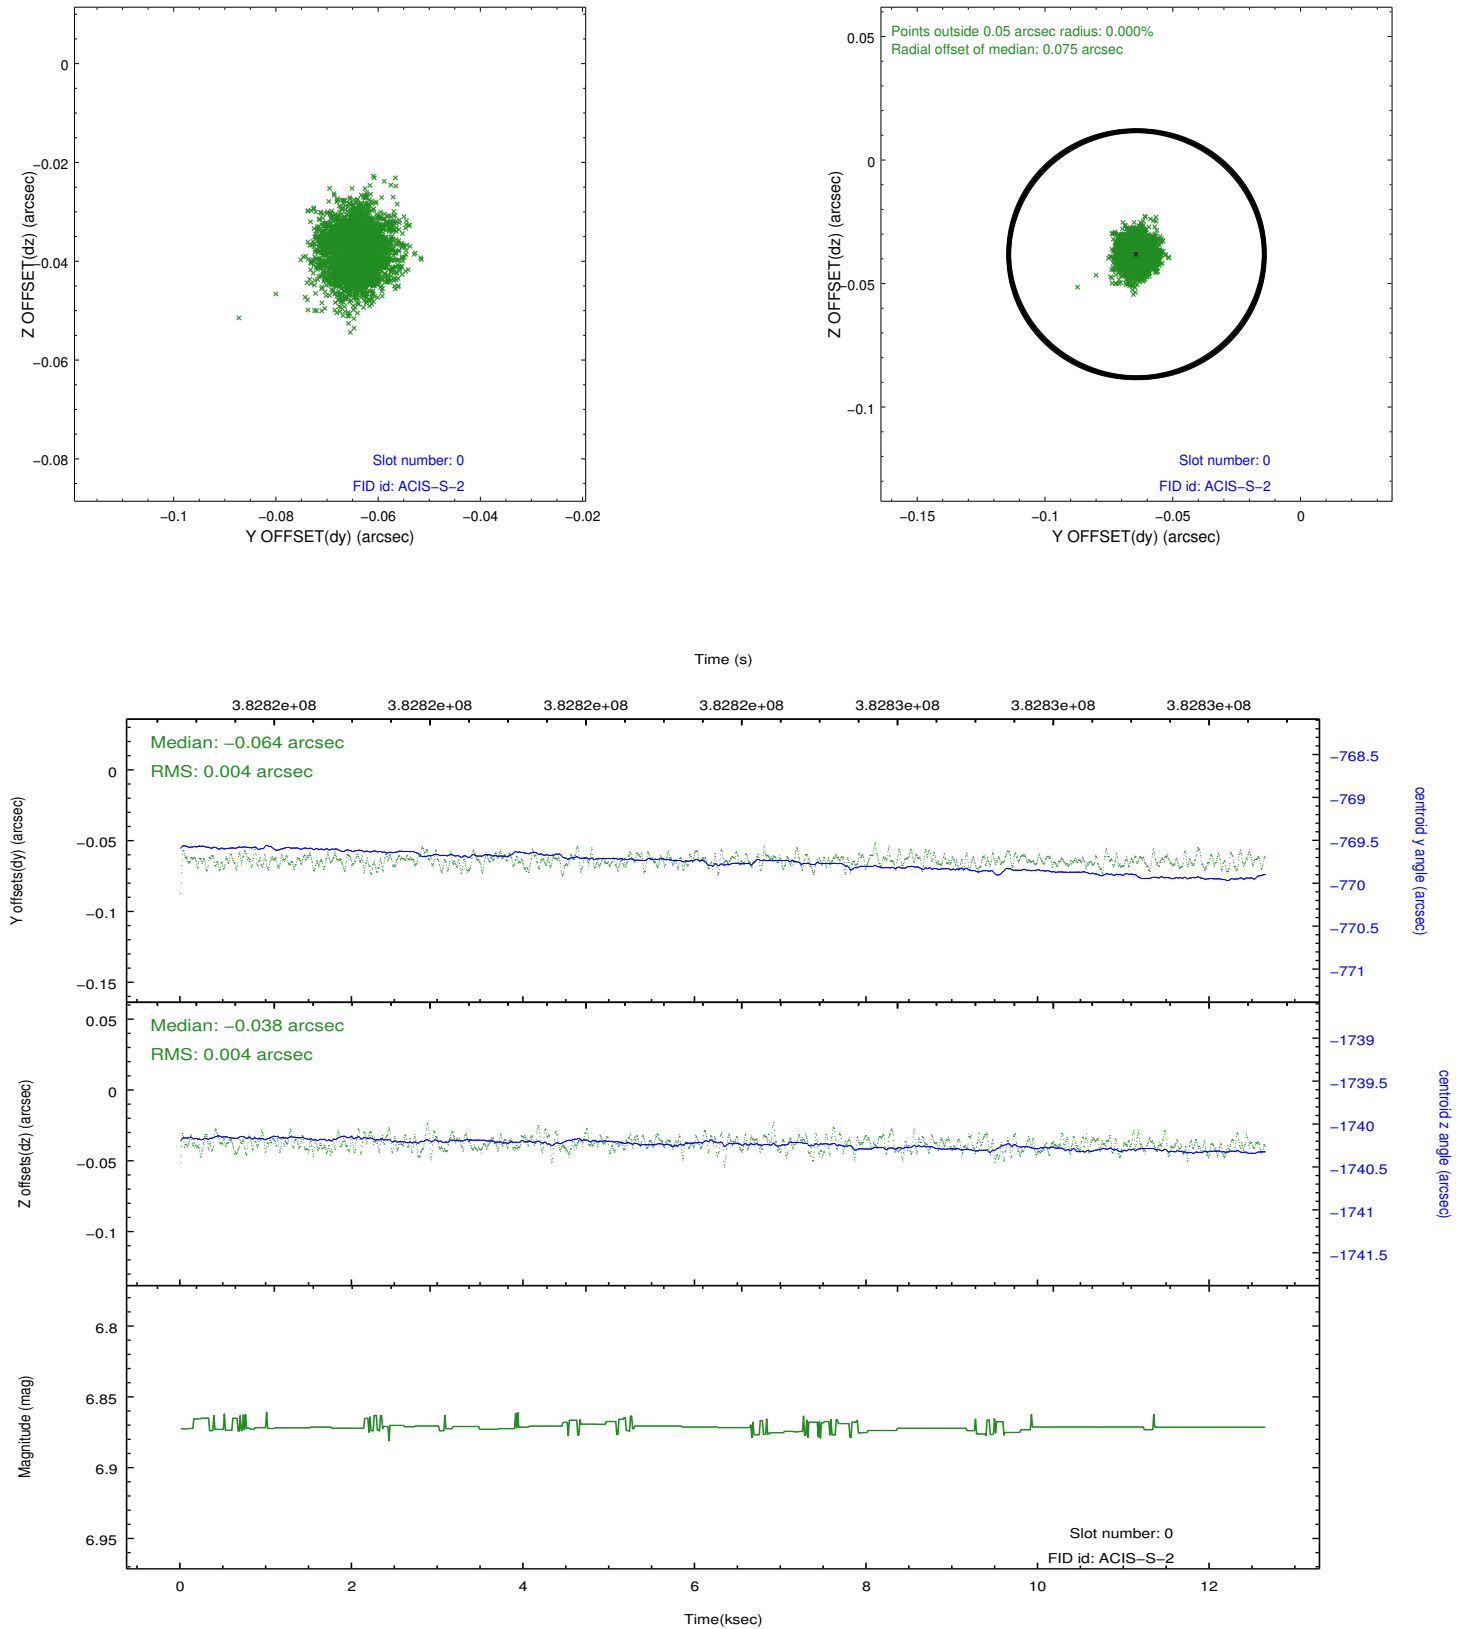 0
−0.02
−0.04
−0.06
−0.08
Z OFFSET(dz) (arcsec)
Slot number: 0
FID id: ACIS−S−2
−0.1
−0.08
−0.06
−0.04
−0.02
Y OFFSET(dy) (arcsec)
Points outside 0.05 arcsec radius: 0.000%
Radial offset of median: 0.075 arcsec
0.05
0
−0.05
−0.1
Z OFFSET(dz) (arcsec)
Slot number: 0
FID id: ACIS−S−2
−0.15
−0.1
−0.05
0
Y OFFSET(dy) (arcsec)
Time (s)
3.8282e+08
3.8282e+08
3.8282e+08
3.8282e+08
3.8283e+08
3.8283e+08
3.8283e+08
Median: −0.064 arcsec
RMS: 0.004 arcsec
0
−0.05
−0.1
−0.15
Y offsets(dy) (arcsec)
−768.5
−769
−769.5
−770
−770.5
−771
centroid y angle (arcsec)
Median: −0.038 arcsec
RMS: 0.004 arcsec
0.05
0
−0.05
−0.1
Z offsets(dz) (arcsec)
−1739
−1739.5
−1740
−1740.5
−1741
−1741.5
centroid z angle (arcsec)
6.8
6.85
6.9
6.95
Magnitude (mag)
Slot number: 0
FID id: ACIS−S−2
0
2
4
6
8
10
12
Time(ksec)